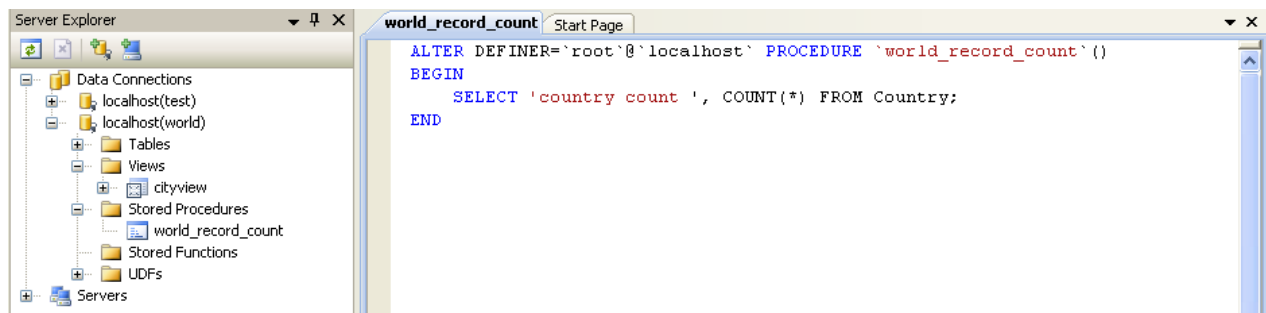 Server Explorer
Data Connections
localhost(test)
localhost(world)
Tables
Views
cityview
Stored Procedures
world_record_count
Stored Functions
UDFs
Servers
world_record_count Start Page
ALTER DEFINER=`root`@`localhost` PROCEDURE `world_record_count`()
BEGIN
    SELECT 'country count ', COUNT(*) FROM Country;
END